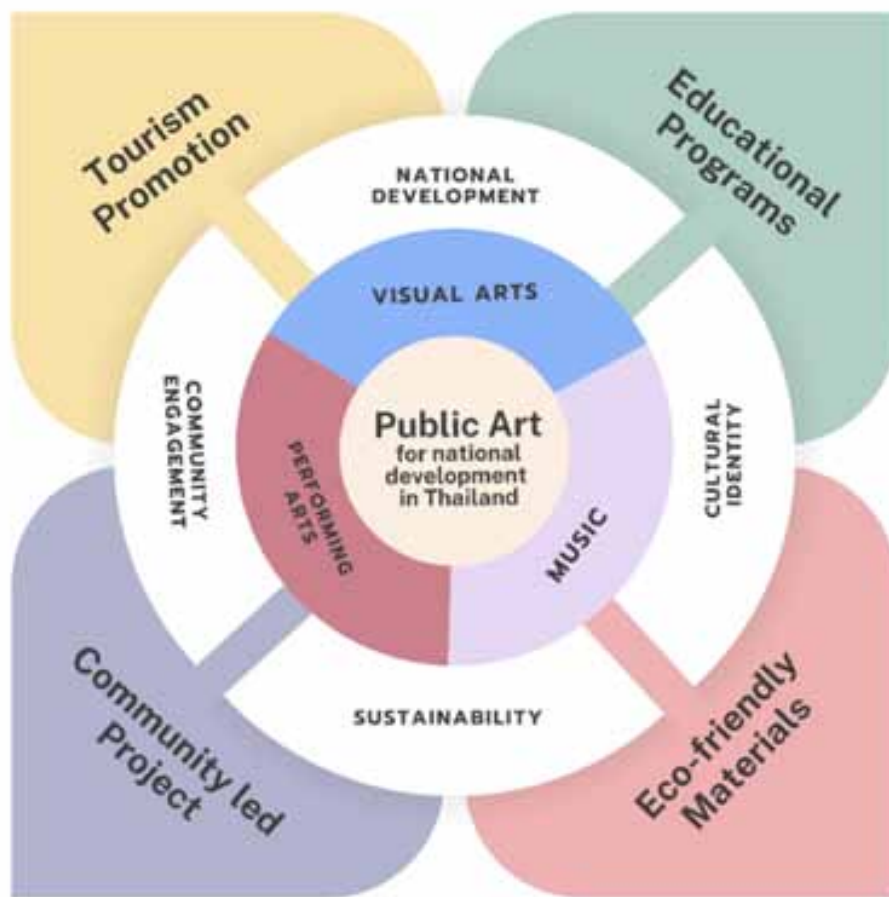 Tourism
Promotion
Educational
Programs
NATIONAL
DEVELOPMENT
VISUAL ARTS
COMMUNITY
ENGAGEMENT
PERFORMING
ARTS
Public Art
for national
development
in Thailand
MUSIC
CULTURAL
IDENTITY
SUSTAINABILITY
Community led
Project
Eco-friendly
Materials